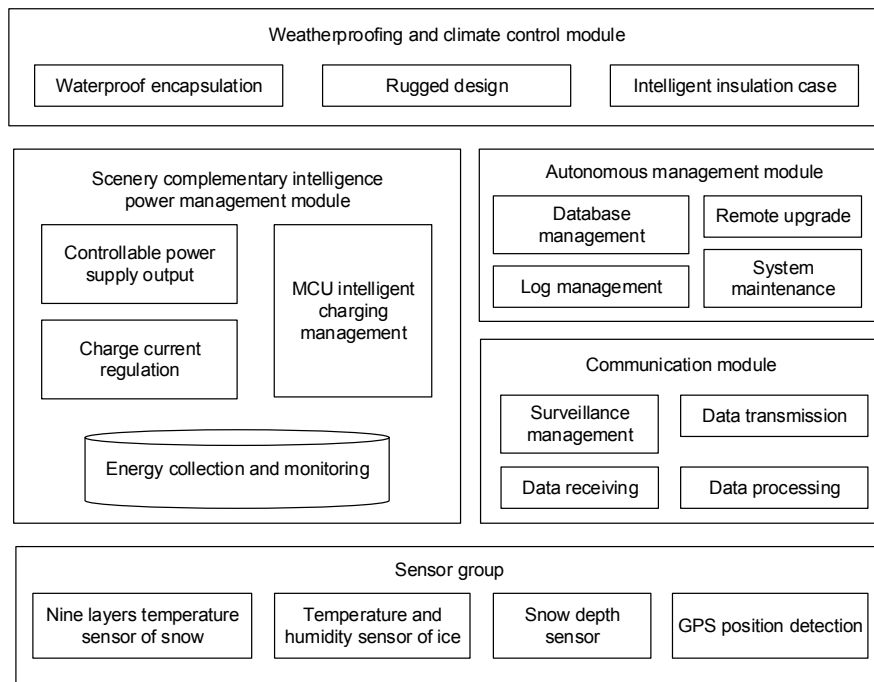 Weatherproofing and climate control module
Waterproof encapsulation
Rugged design
Intelligent insulation case
Scenery complementary intelligence
power management module
Controllable power
supply output
MCU intelligent
charging
management
Charge current
regulation
Energy collection and monitoring
Autonomous management module
Database
management
Remote upgrade
Log management
System
maintenance
Communication module
Surveillance
management
Data transmission
Data receiving
Data processing
Sensor group
Nine layers temperature
sensor of snow
Temperature and
humidity sensor of ice
Snow depth
sensor
GPS position detection